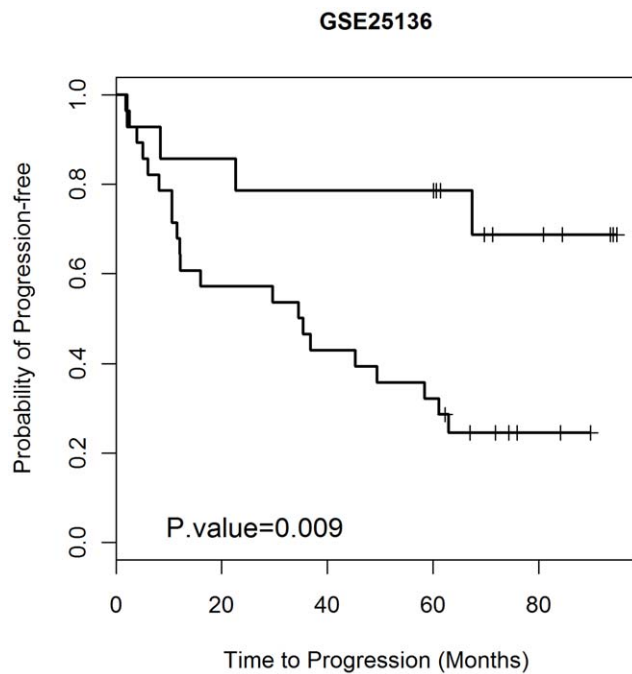 GSE25136
Probability of Progression-free
1.0
0.8
0.6
0.4
0.2
0.0
P.value=0.009
0 20 40 60 80
Time to Progression (Months)